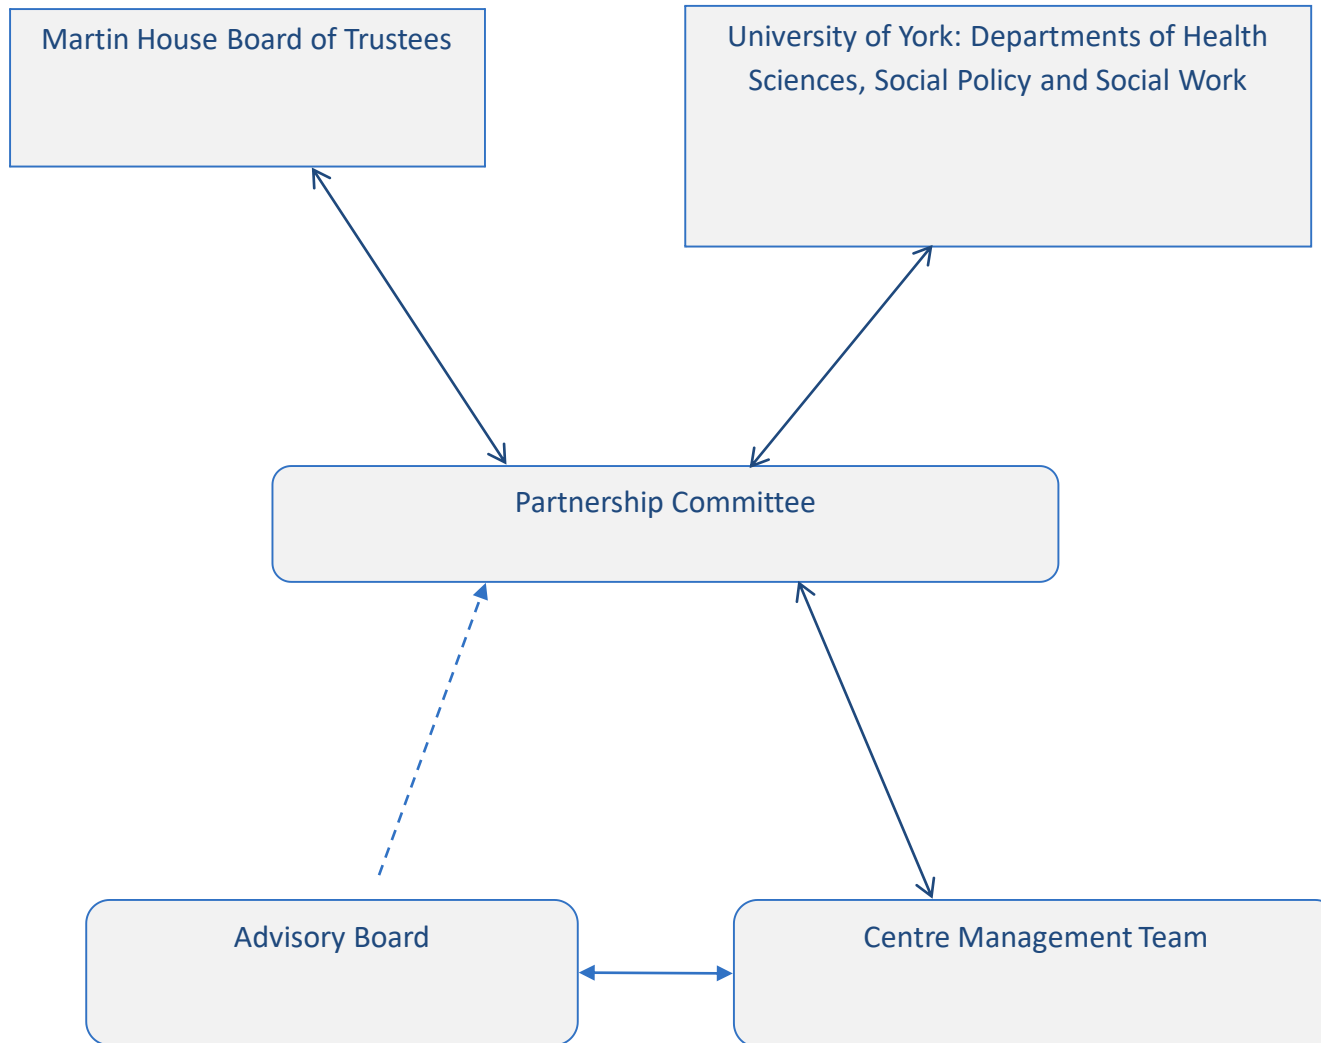 Martin House Board of Trustees
University of York: Departments of Health
Sciences, Social Policy and Social Work
Partnership Committee
Advisory Board
Centre Management Team